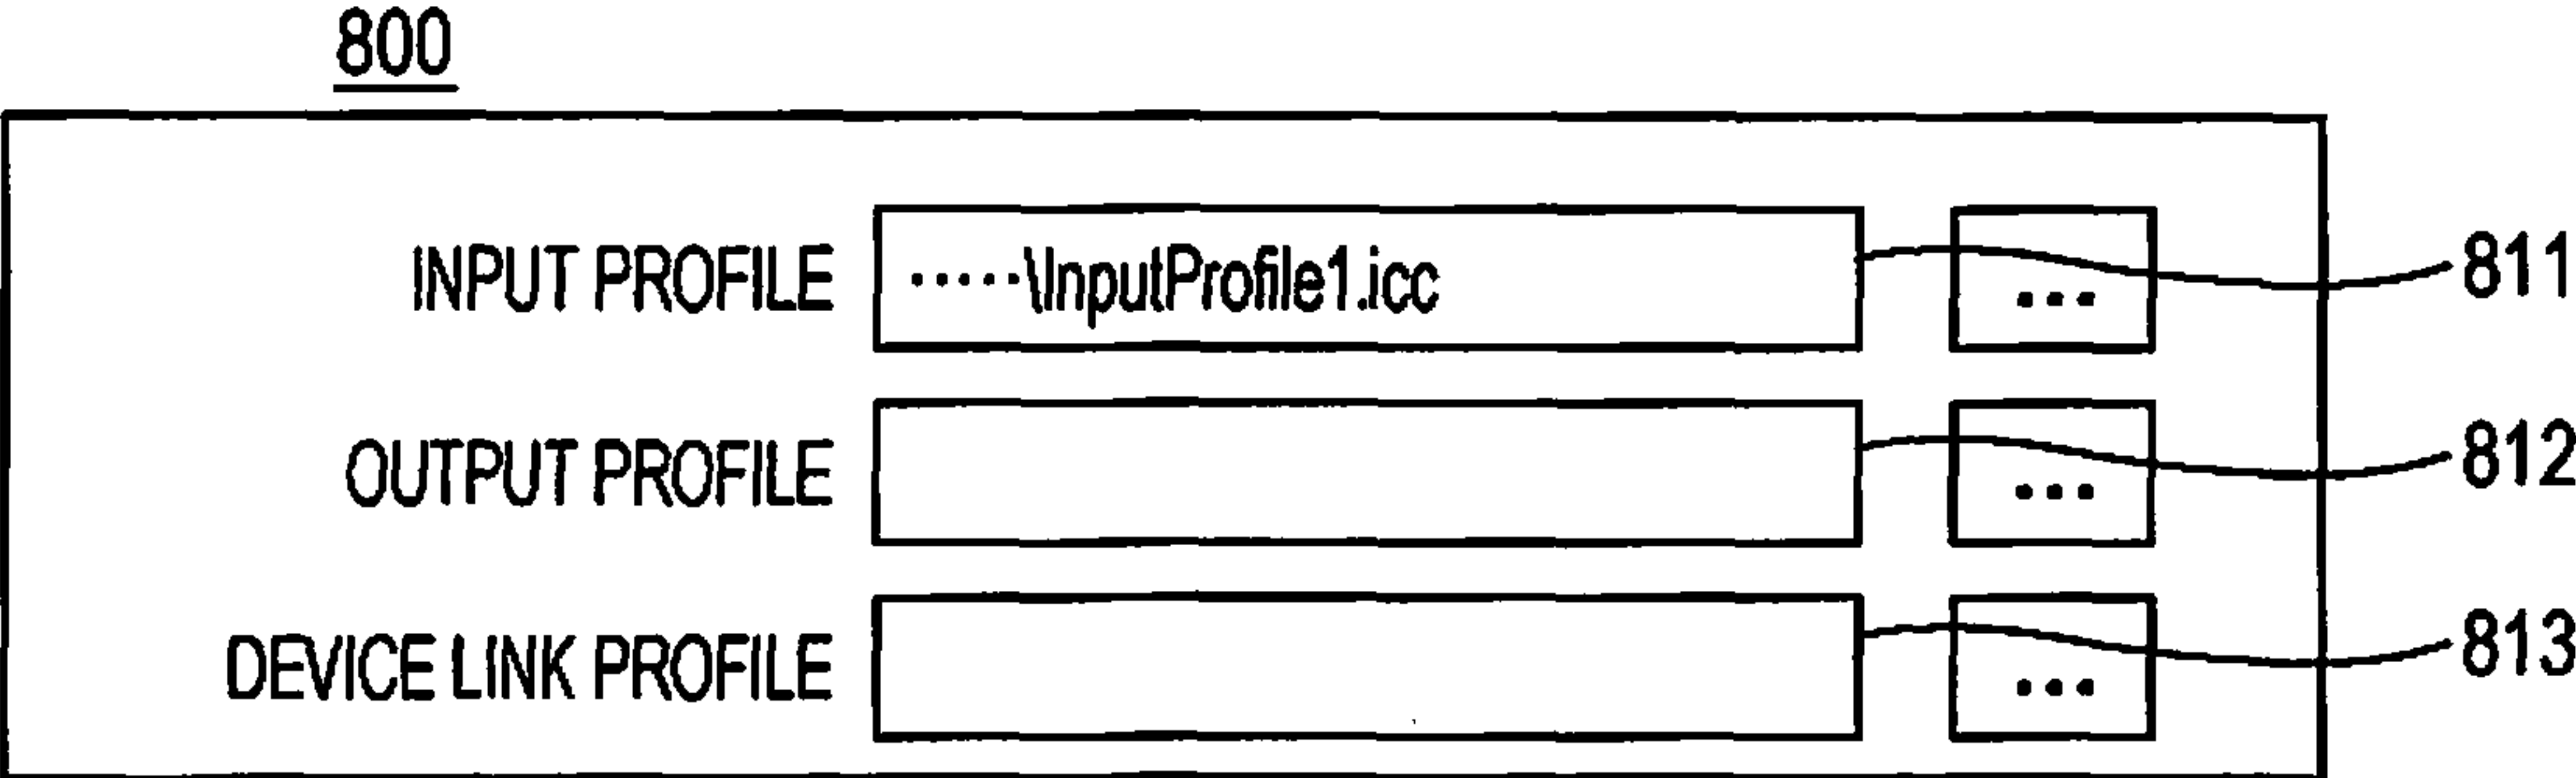 800
INPUT PROFILE ·····\InputProfile1.icc ... 811
OUTPUT PROFILE ... 812
DEVICE LINK PROFILE ... 813